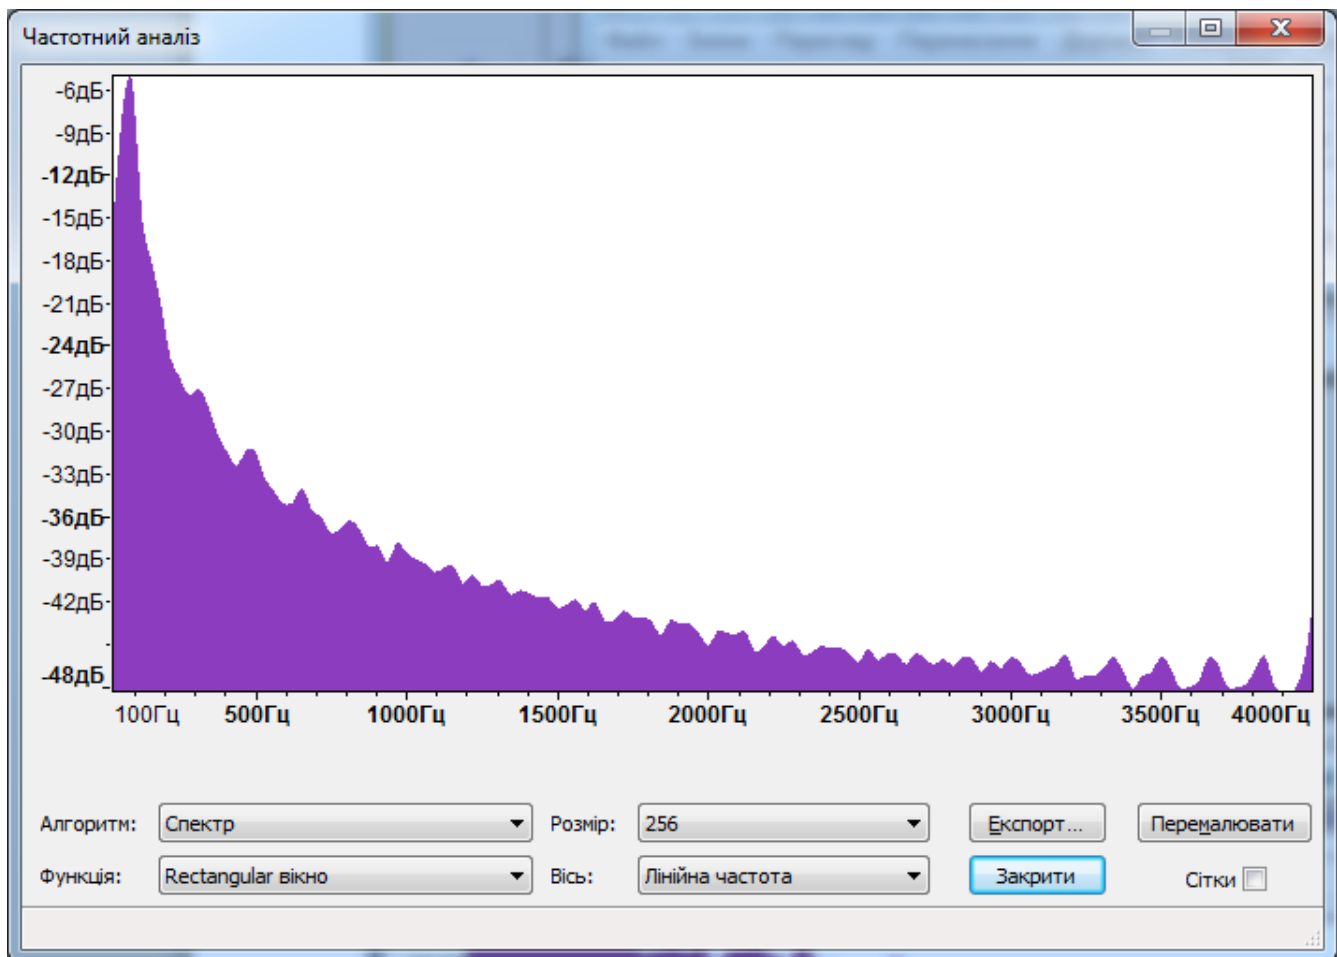 Частотний аналіз
-6дБ
-9дБ
-12дБ
-15дБ
-18дБ
-21дБ
-24дБ
-27дБ
-30дБ
-33дБ
-36дБ
-39дБ
-42дБ
-48дБ
100Гц 500Гц 1000Гц 1500Гц 2000Гц 2500Гц 3000Гц 3500Гц 4000Гц
Алгоритм: Спектр Розмір: 256 Експорт... Перемалювати
Функція: Rectangular вікно Вісь: Лінійна частота Закрити Сітки